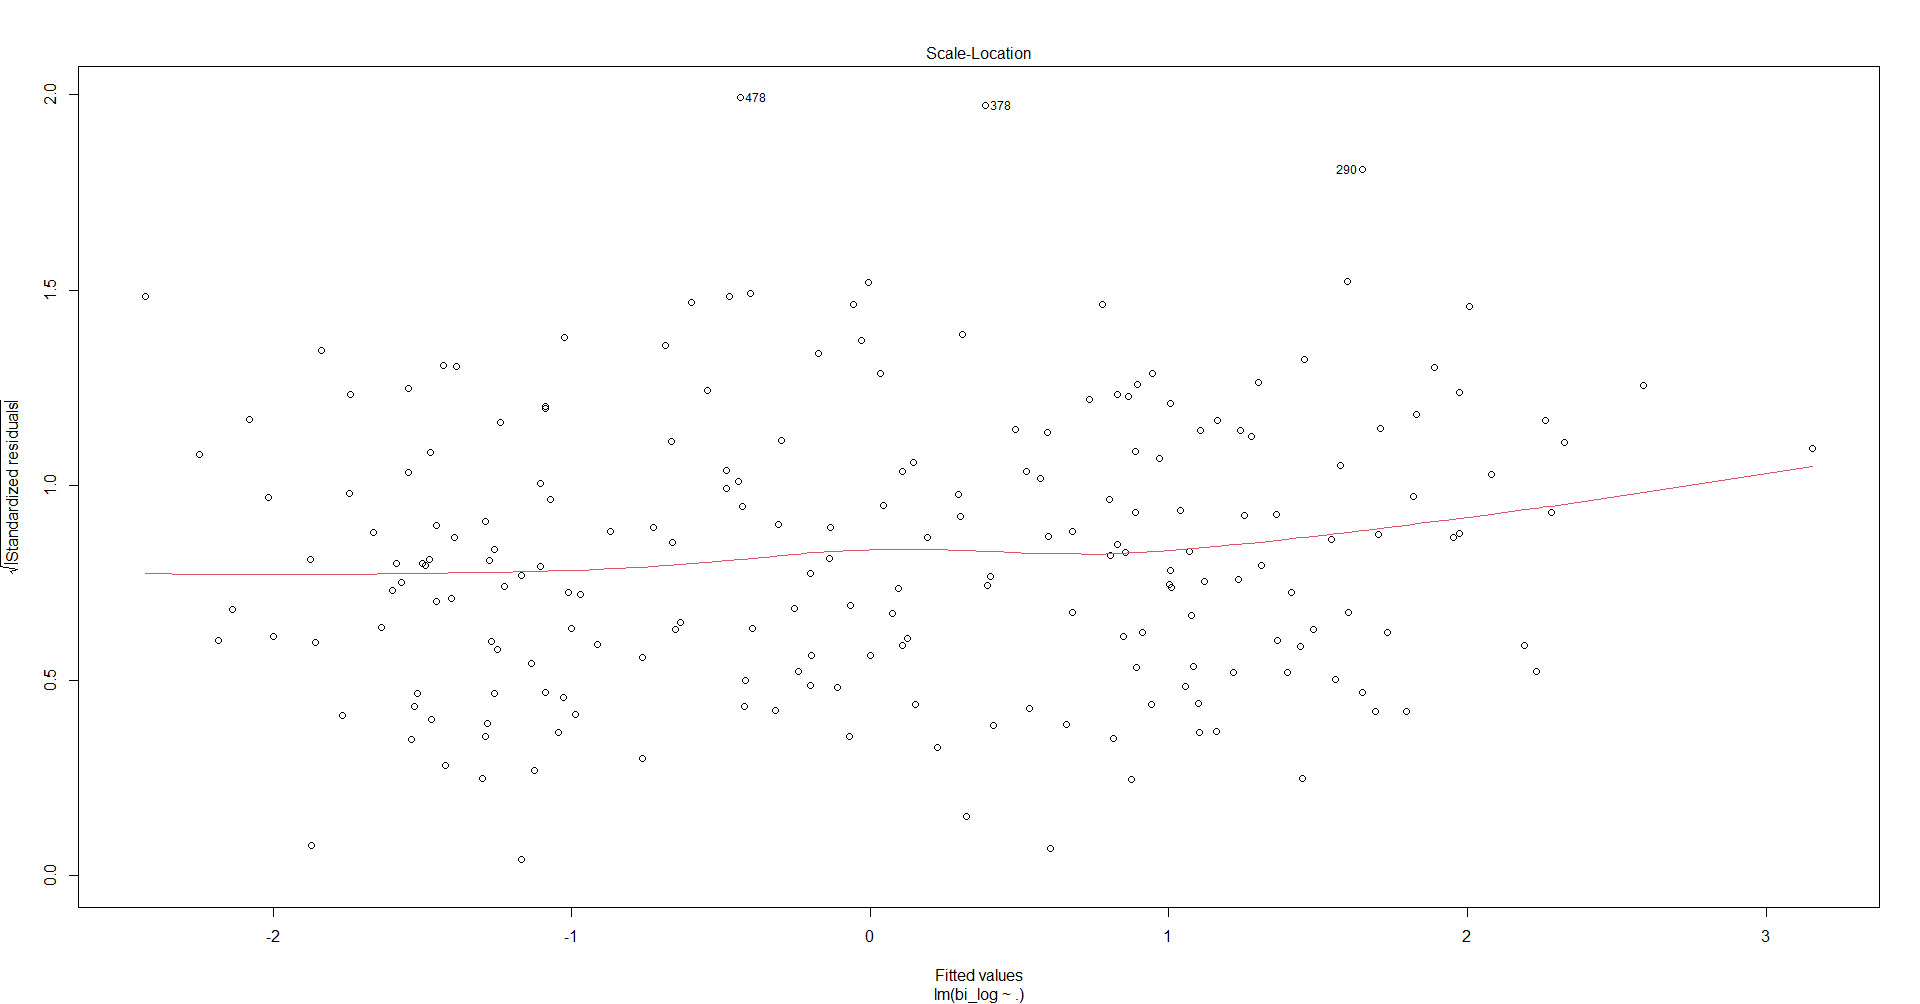 Scale-Location
√|Standardized residuals|
2.0
1.5
1.0
0.5
0.0
478
378
290
-2 -1 0 1 2 3
Fitted values
lm(bi_log ~ .)